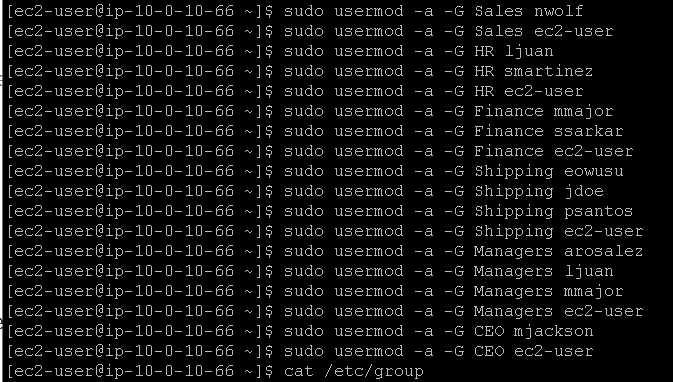 [ec2-user@ip-10-0-10-66 ~]$ sudo usermod -a -G Sales nwolf
[ec2-user@ip-10-0-10-66 ~]$ sudo usermod -a -G Sales ec2-user
[ec2-user@ip-10-0-10-66 ~]$ sudo usermod -a -G HR ljuan
[ec2-user@ip-10-0-10-66 ~]$ sudo usermod -a -G HR smartinez
[ec2-user@ip-10-0-10-66 ~]$ sudo usermod -a -G HR ec2-user
[ec2-user@ip-10-0-10-66 ~]$ sudo usermod -a -G Finance mmajor
[ec2-user@ip-10-0-10-66 ~]$ sudo usermod -a -G Finance ssarkar
[ec2-user@ip-10-0-10-66 ~]$ sudo usermod -a -G Finance ec2-user
[ec2-user@ip-10-0-10-66 ~]$ sudo usermod -a -G Shipping eowusu
[ec2-user@ip-10-0-10-66 ~]$ sudo usermod -a -G Shipping jdoe
[ec2-user@ip-10-0-10-66 ~]$ sudo usermod -a -G Shipping psantos
[ec2-user@ip-10-0-10-66 ~]$ sudo usermod -a -G Shipping ec2-user
[ec2-user@ip-10-0-10-66 ~]$ sudo usermod -a -G Managers arosalez
[ec2-user@ip-10-0-10-66 ~]$ sudo usermod -a -G Managers ljuan
[ec2-user@ip-10-0-10-66 ~]$ sudo usermod -a -G Managers mmajor
[ec2-user@ip-10-0-10-66 ~]$ sudo usermod -a -G Managers ec2-user
[ec2-user@ip-10-0-10-66 ~]$ sudo usermod -a -G CEO mjackson
[ec2-user@ip-10-0-10-66 ~]$ sudo usermod -a -G CEO ec2-user
[ec2-user@ip-10-0-10-66 ~]$ cat /etc/group